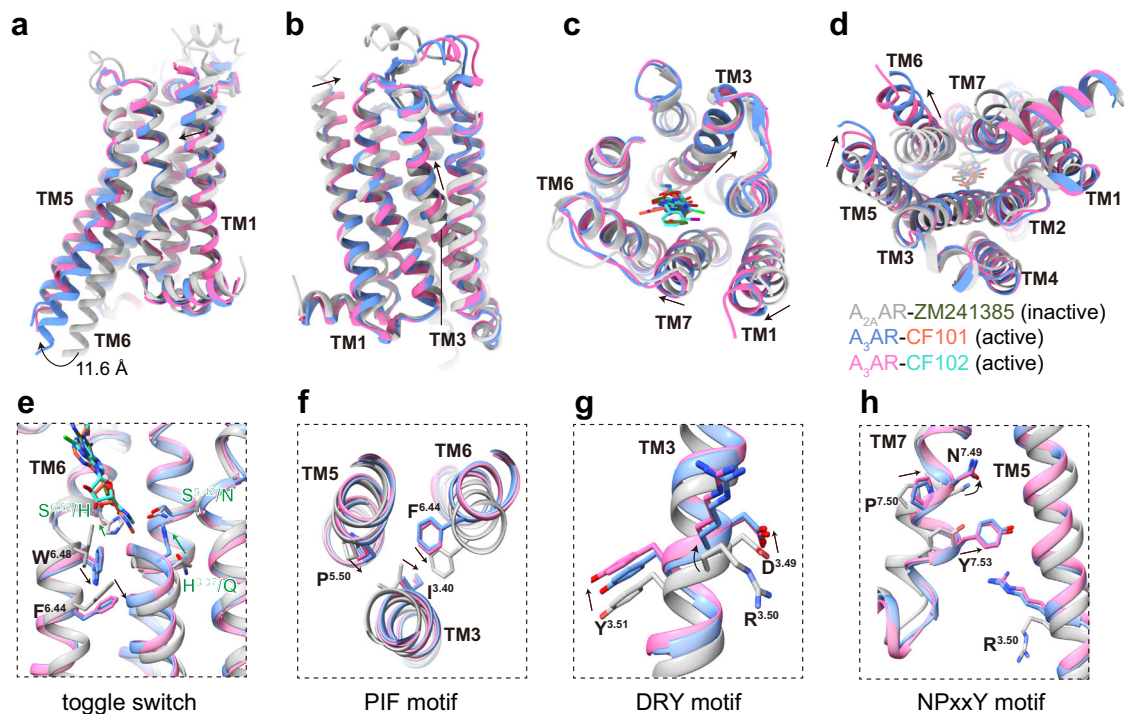 a
b
c
d
TM5
TM1
TM6
11.6 Å
TM1
TM3
TM3
TM6
TM7
TM1
TM6
TM7
TM5
TM1
TM2
TM3
TM4
A2AAR-ZM241385 (inactive)
A3AR-CF101 (active)
A3AR-CF102 (active)
e
f
g
h
TM6
W6.48
F6.44
toggle switch
TM5
TM6
F6.44
P5.50
I3.40
TM3
PIF motif
TM3
D3.49
Y3.51
R3.50
DRY motif
TM7
N7.49
TM5
P7.50
Y7.53
R3.50
NPxxY motif